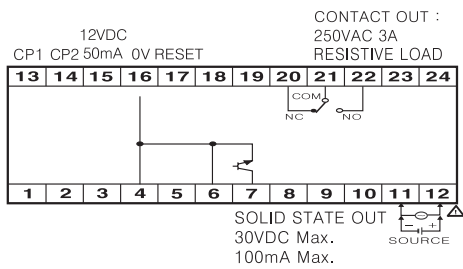 CONTACT OUT :
12VDC 250VAC 3A
CP1 CP2 50mA 0V RESET RESISTIVE LOAD
13 14 15 16 17 18 19 20 21 22 23 24
COM
NC NO
1 2 3 4 5 6 7 8 9 10 11 12
SOLID STATE OUT
30VDC Max.
100mA Max.
− +
SOURCE